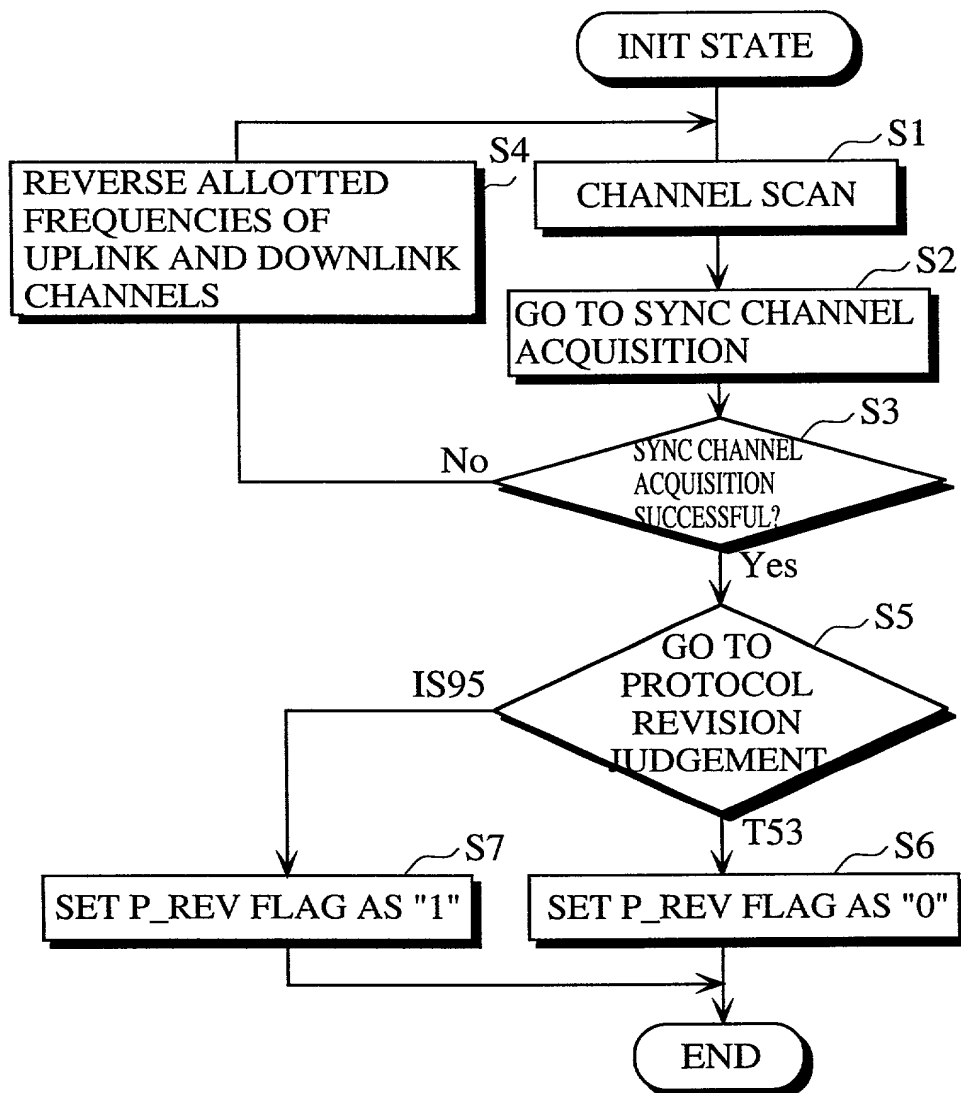 INIT STATE
S1
CHANNEL SCAN
S4
REVERSE ALLOTTED
FREQUENCIES OF
UPLINK AND DOWNLINK
CHANNELS
S2
GO TO SYNC CHANNEL
ACQUISITION
S3
SYNC CHANNEL
ACQUISITION
SUCCESSFUL?
No
Yes
S5
GO TO
PROTOCOL
REVISION
JUDGEMENT
IS95
T53
S7
SET P_REV FLAG AS "1"
S6
SET P_REV FLAG AS "0"
END